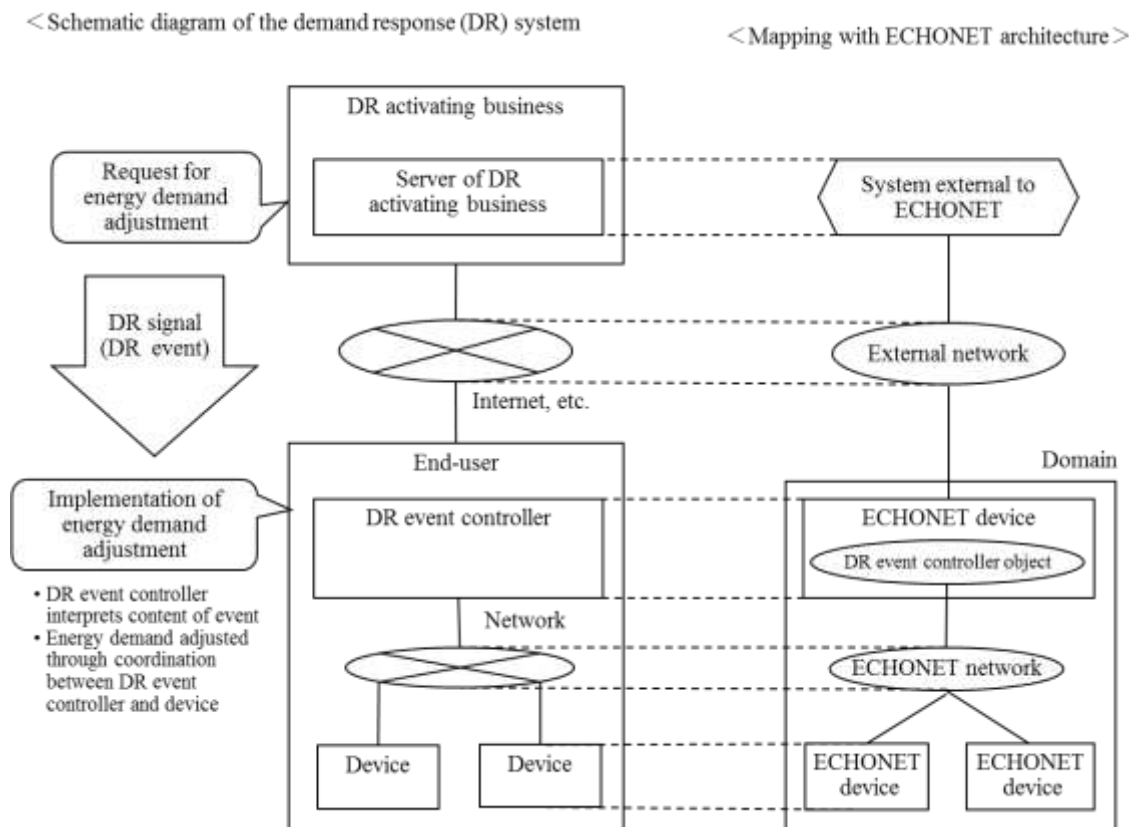 ＜Schematic diagram of the demand response (DR) system
＜Mapping with ECHONET architecture＞
DR activating business
Request for
energy demand
adjustment
Server of DR
activating business
System external to
ECHONET
DR signal
(DR event)
External network
Internet, etc.
End-user
Domain
Implementation of
energy demand
adjustment
DR event controller
ECHONET device
DR event controller object
• DR event controller
interprets content of event
• Energy demand adjusted
through coordination
between DR event
controller and device
Network
ECHONET network
Device
Device
ECHONET
device
ECHONET
device